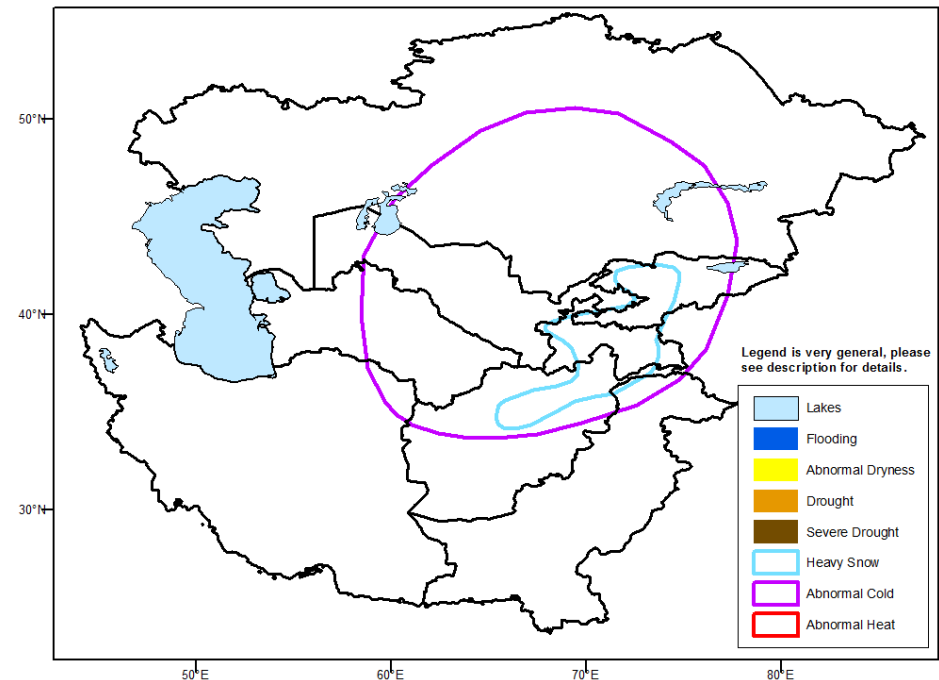 50°N
40°N
30°N
50°E
60°E
70°E
80°E
Legend is very general, please
see description for details.
Lakes
Flooding
Abnormal Dryness
Drought
Severe Drought
Heavy Snow
Abnormal Cold
Abnormal Heat